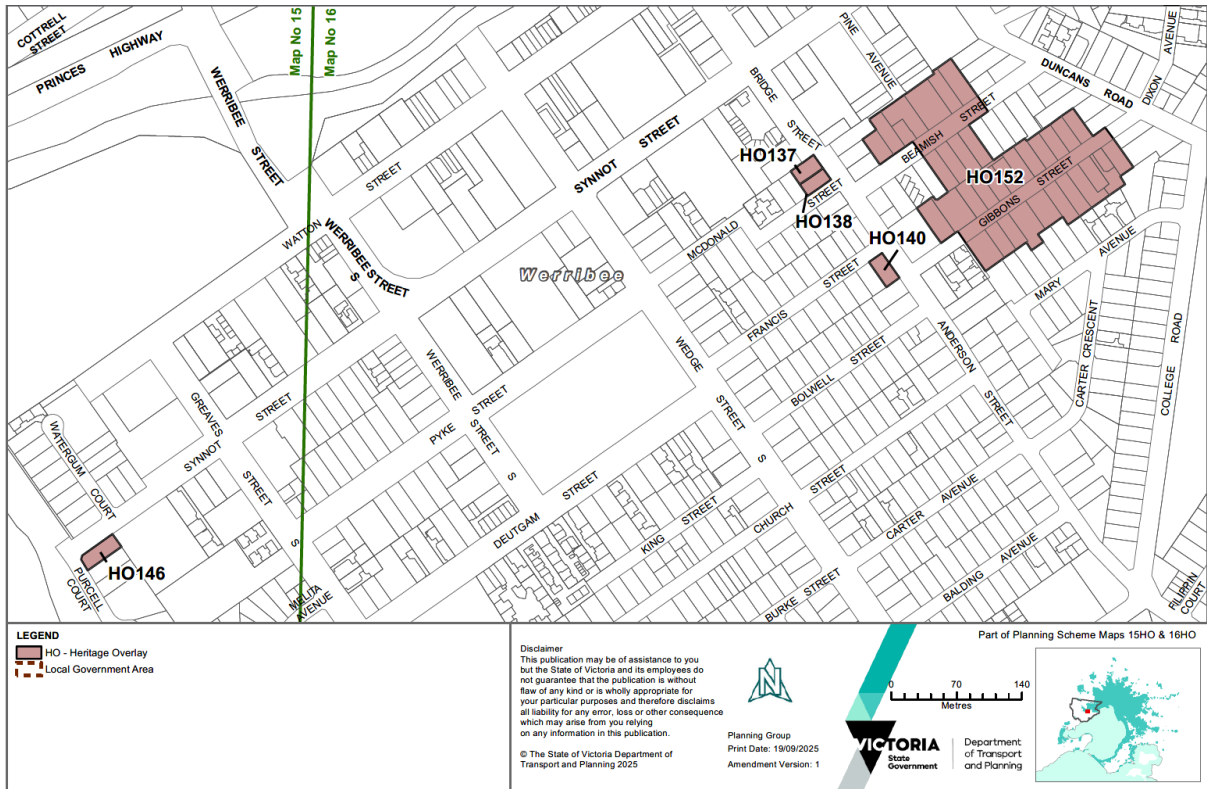 COTTRELL
STREET
PRINCES HIGHWAY
WERRIBEE
STREET
Map No 15
Map No 16
STREET
WATTON
WERRIBEE STREET
S
SYNNOT STREET
Werribee
BRIDGE
STREET
PINE
AVENUE
DUNCANS ROAD
DIXON
AVENUE
BEAMISH STREET
HO137
HO138
HO152
HO140
GIBBONS STREET
MCDONALD
STREET
FRANCIS
STREET
MARY
AVENUE
ANDERSON
STREET
CARTER CRESCENT
COLLEGE ROAD
WEDGE
STREET
S
BOLWELL STREET
WERRIBEE
STREET
S
PYKE
STREET
GREAVES
STREET
S
SYNNOT
STREET
WATERGUM
COURT
DEUTGAM
STREET
KING STREET
CHURCH STREET
CARTER AVENUE
BALDING AVENUE
BURKE STREET
FILIPPIN
COURT
HO146
PURCELL
COURT
MELITA
AVENUE
LEGEND
HO - Heritage Overlay
Local Government Area
Disclaimer
This publication may be of assistance to you
but the State of Victoria and its employees do
not guarantee that the publication is without
flaw of any kind or is wholly appropriate for
your particular purposes and therefore disclaims
all liability for any error, loss or other consequence
which may arise from you relying
on any information in this publication.
© The State of Victoria Department of
Transport and Planning 2025
N
Planning Group
Print Date: 19/09/2025
Amendment Version: 1
Part of Planning Scheme Maps 15HO & 16HO
0 70 140
Metres
VICTORIA
State
Government
Department
of Transport
and Planning